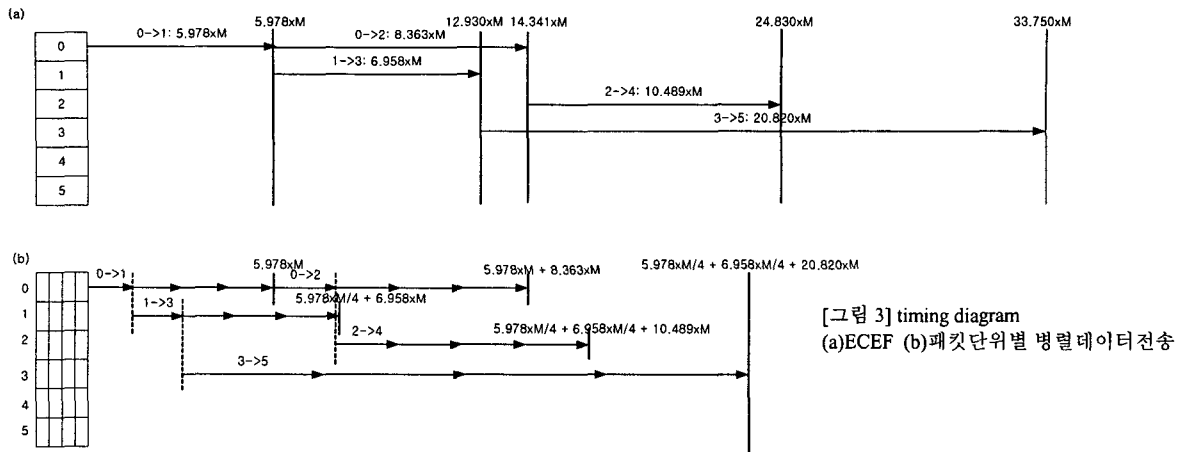 (a)
5.978xM
12.930xM
14.341xM
24.830xM
33.750xM
0
0->1: 5.978xM
0->2: 8.363xM
1
1->3: 6.958xM
2
2->4: 10.489xM
3
3->5: 20.820xM
4
5
(b)
0->1
5.978xM
0->2
5.978xM + 8.363xM
5.978xM/4 + 6.958xM/4 + 20.820xM
0
1->3
5.978xM/4 + 6.958xM
1
2->4
5.978xM/4 + 6.958xM/4 + 10.489xM
2
3->5
3
4
5
[그림 3] timing diagram
(a)ECEF (b)패킷단위별 병렬데이터전송